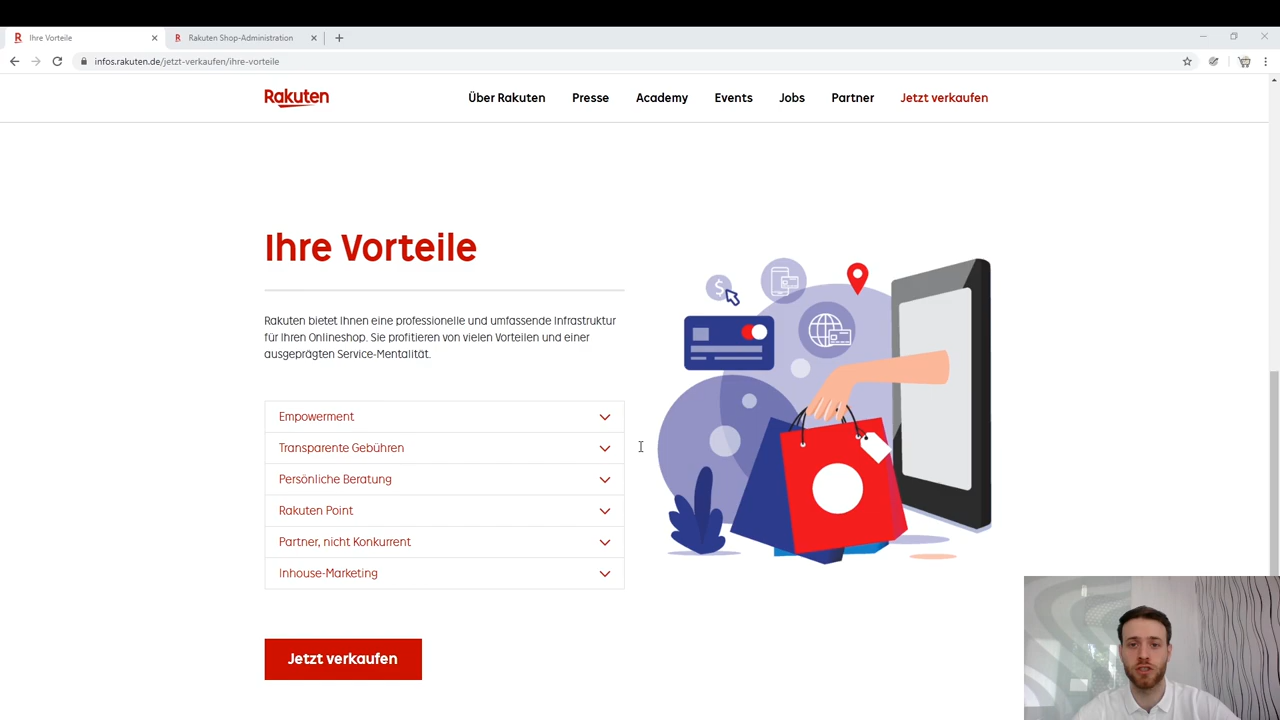 Ihre Vorteile
Rakuten Shop-Administration
infos.rakuten.de/jetzt-verkaufen/ihre-vorteile
Rakuten
Über Rakuten
Presse
Academy
Events
Jobs
Partner
Jetzt verkaufen
Ihre Vorteile
Rakuten bietet Ihnen eine professionelle und umfassende Infrastruktur
für Ihren Onlineshop. Sie profitieren von vielen Vorteilen und einer
ausgeprägten Service-Mentalität.
Empowerment
Transparente Gebühren
Persönliche Beratung
Rakuten Point
Partner, nicht Konkurrent
Inhouse-Marketing
Jetzt verkaufen